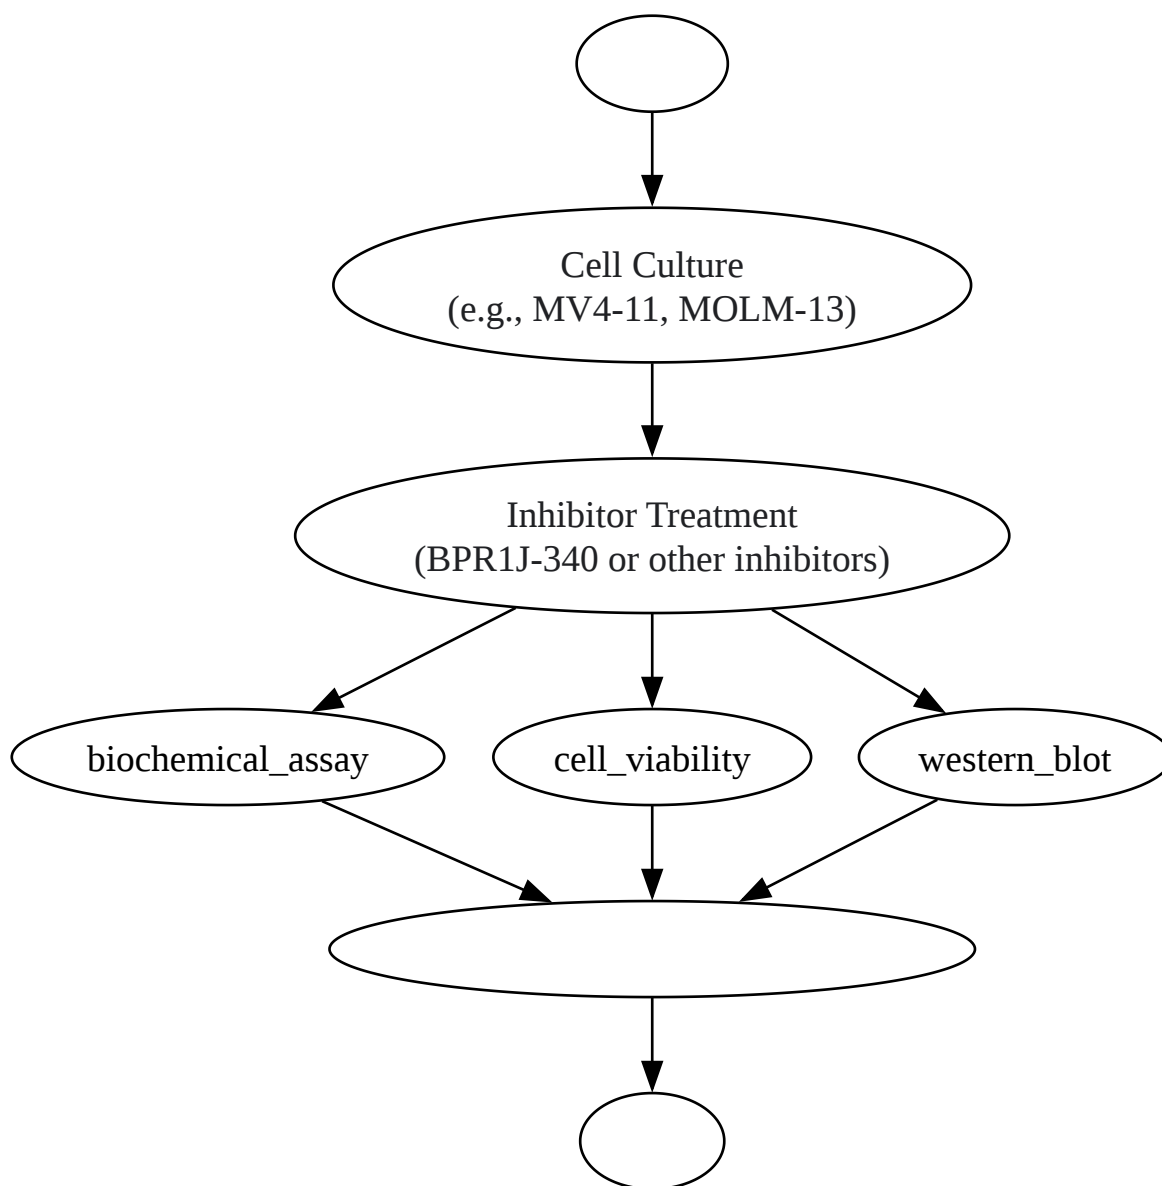 Cell Culture
(e.g., MV4-11, MOLM-13)
Inhibitor Treatment
(BPR1J-340 or other inhibitors)
biochemical_assay
cell_viability
western_blot